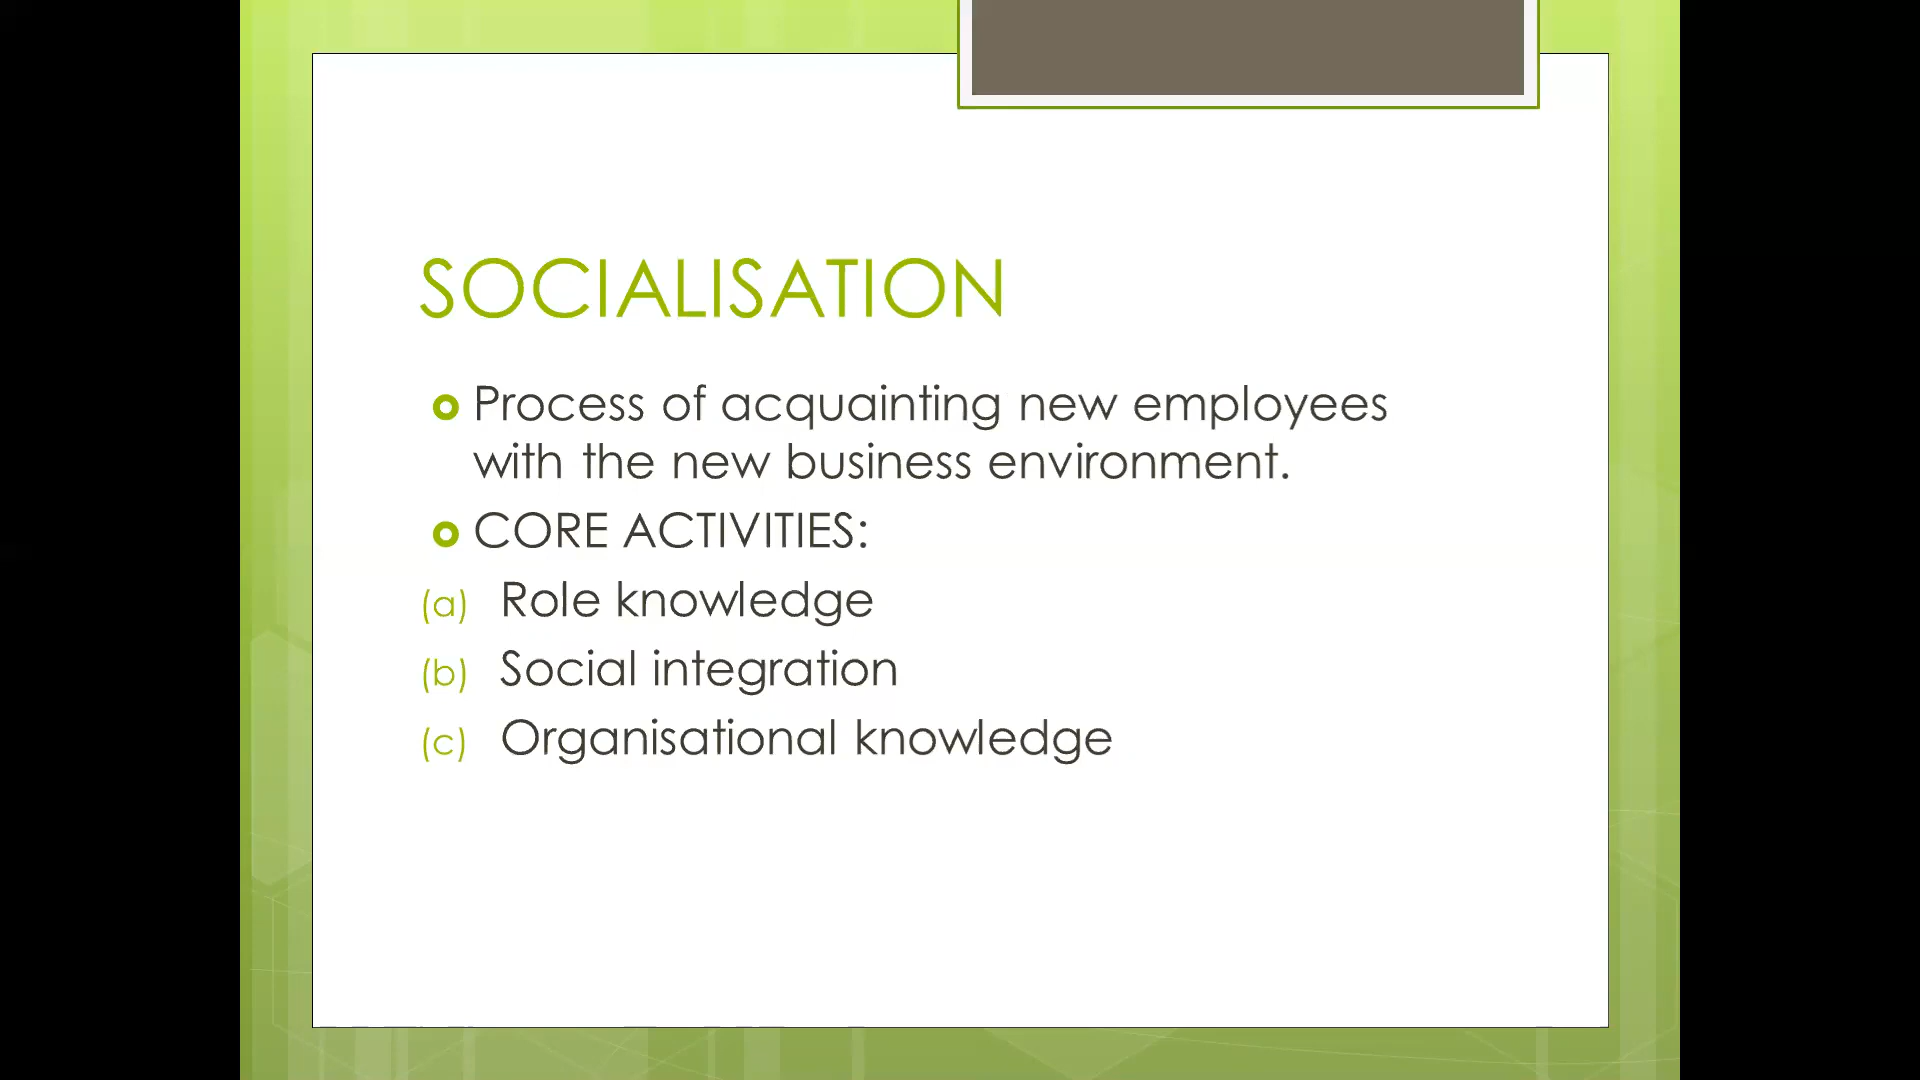 SOCIALISATION
Process of acquainting new employees
with the new business environment.
CORE ACTIVITIES:
(a) Role knowledge
(b) Social integration
(c) Organisational knowledge